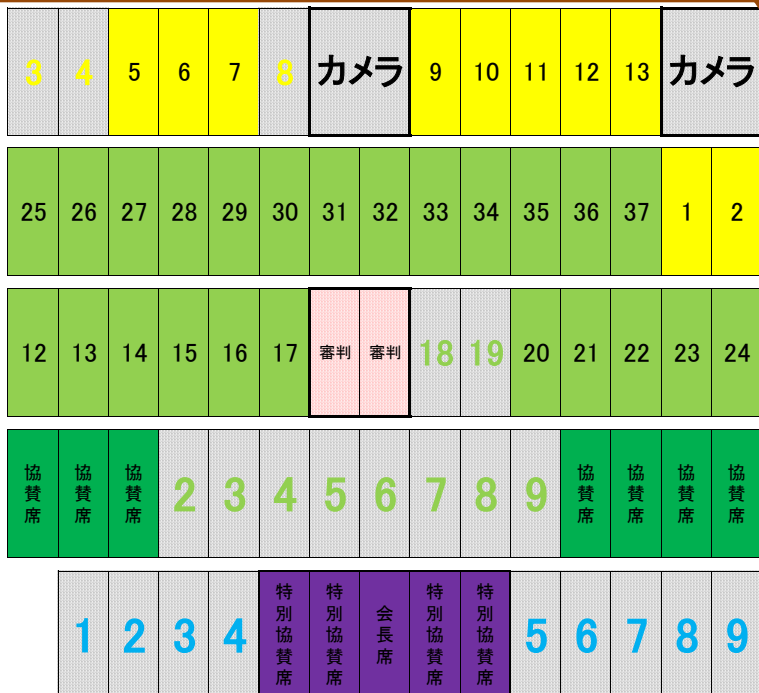 3 4 5 6 7 8 カメラ 9 10 11 12 13 カメラ
25 26 27 28 29 30 31 32 33 34 35 36 37 1 2
12 13 14 15 16 17 審判 審判 18 19 20 21 22 23 24
協賛席 協賛席 協賛席 2 3 4 5 6 7 8 9 協賛席 協賛席 協賛席 協賛席
1 2 3 4 特別協賛席 特別協賛席 会長席 特別協賛席 特別協賛席 5 6 7 8 9